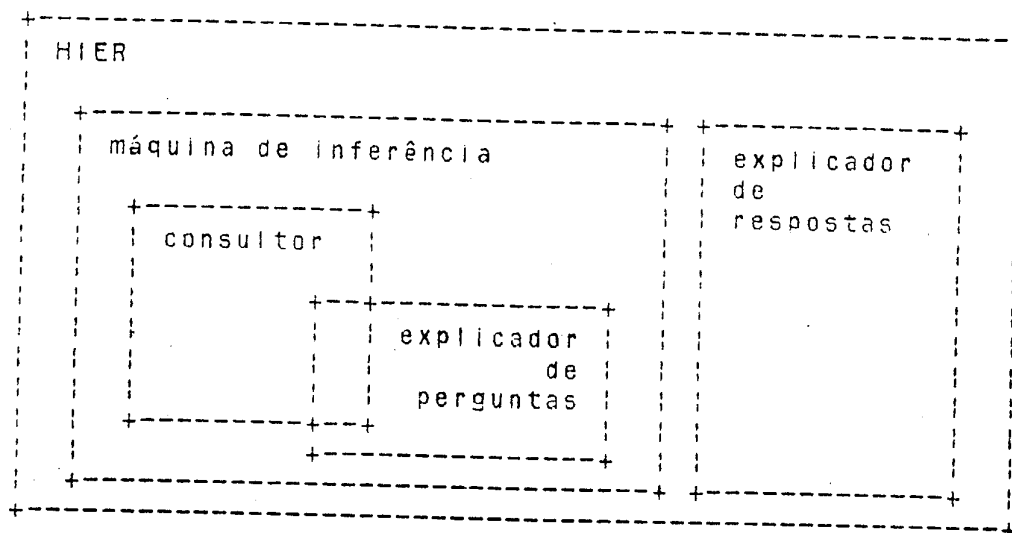 HIER
máquina de inferência
explicador
de
respostas
consultor
explicador
de
perguntas